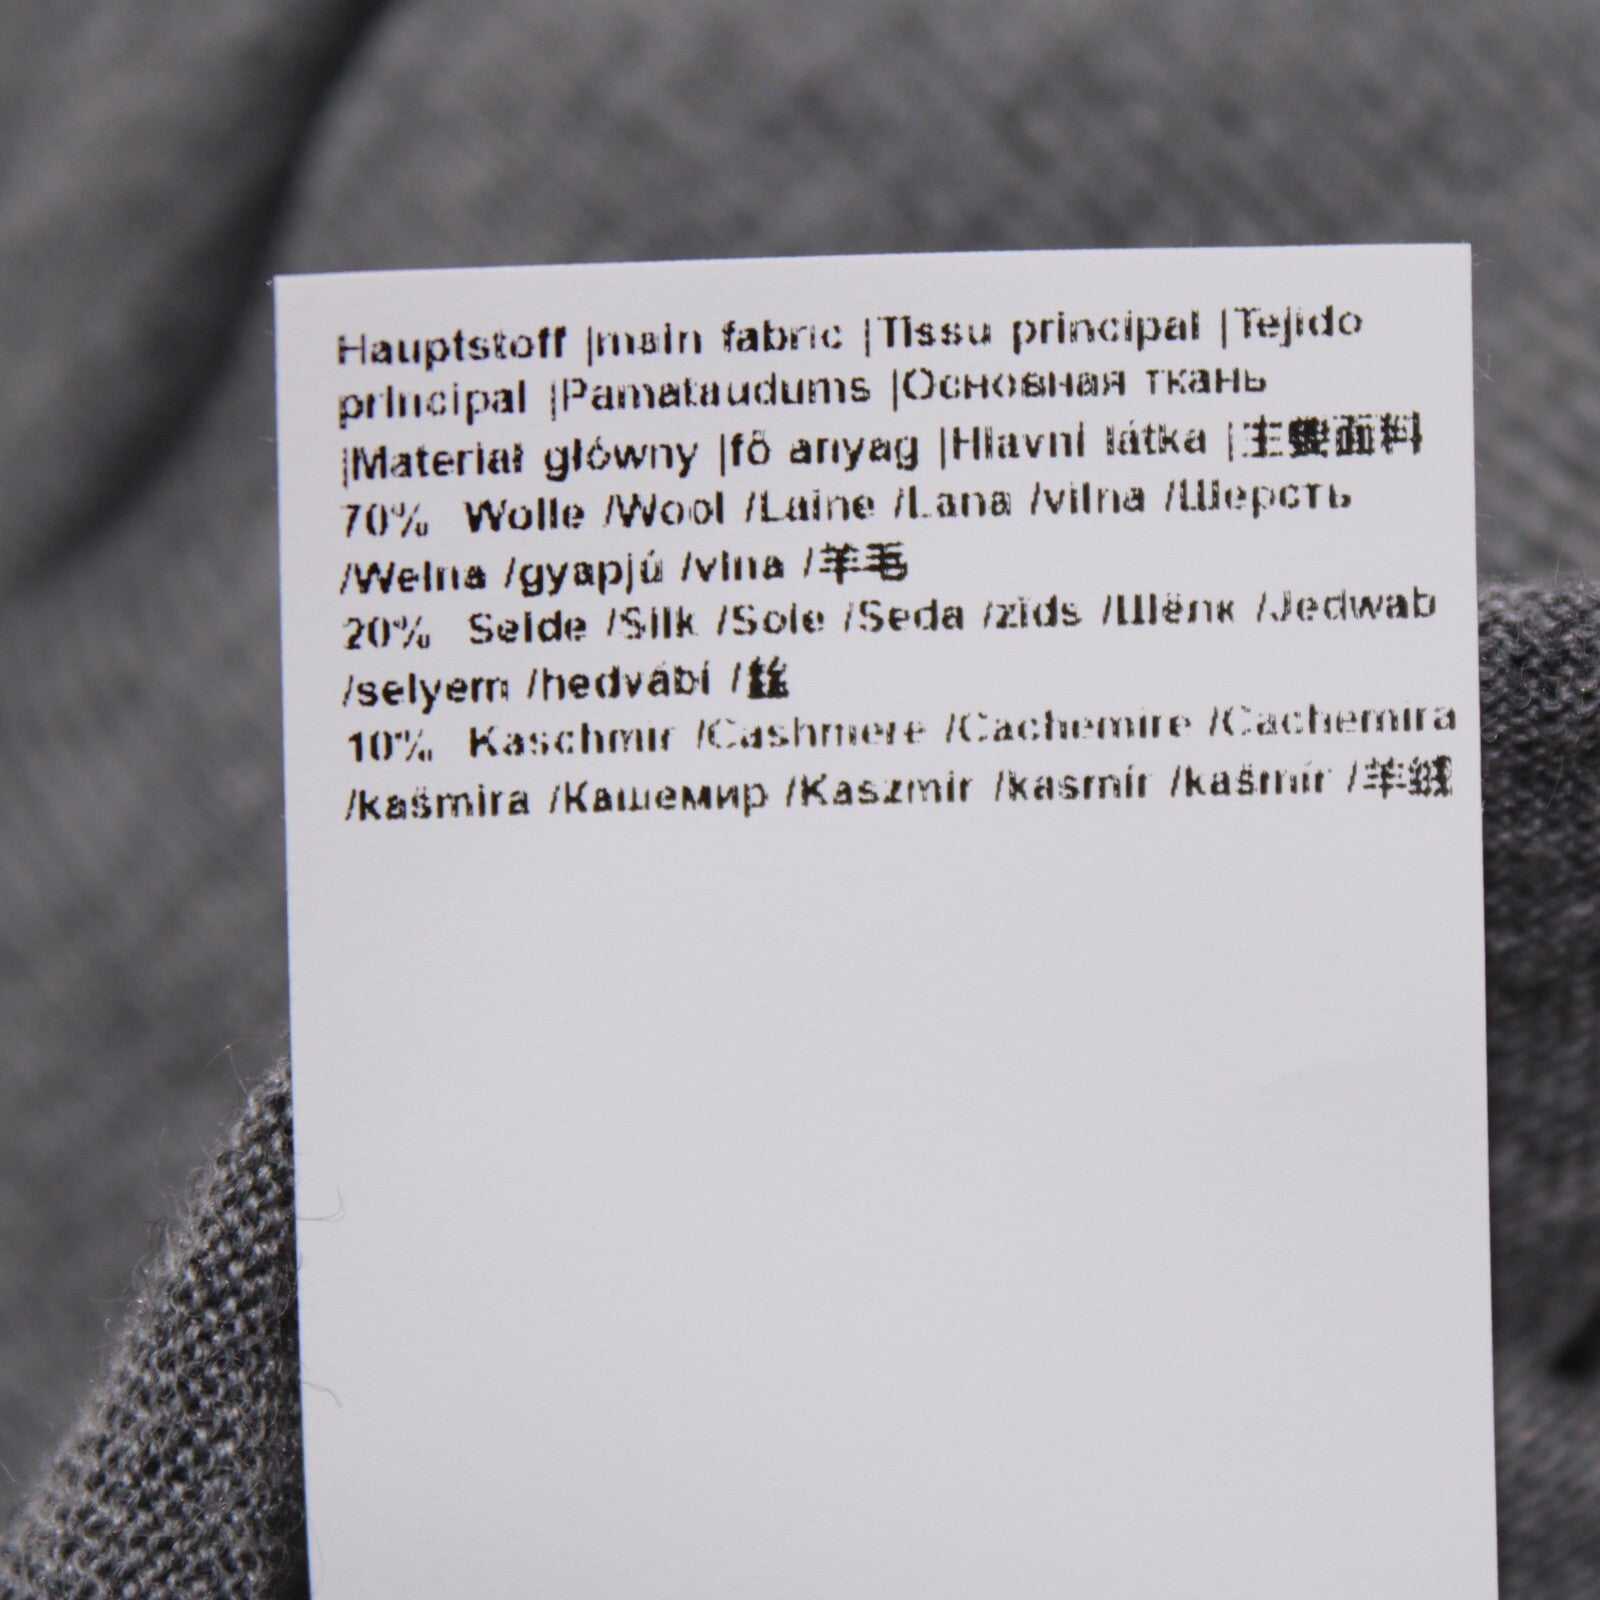 Hauptstoff |main fabric |Tissu principal |Tejido
principal |Pamataudums |Основная ткань
|Materiał główny |fő anyag |Hlavní látka |主要面料
70% Wolle /Wool /Laine /Lana /vilna /Шерсть
/Wełna /gyapjú /vlna /羊毛
20% Seide /Silk /Soie /Seda /zīds /Шёлк /Jedwab
/selyem /hedvábí /丝
10% Kaschmir /Cashmere /Cachemire /Cachemira
/kašmira /Кашемир /Kaszmir /kasmír /kašmír /羊绒